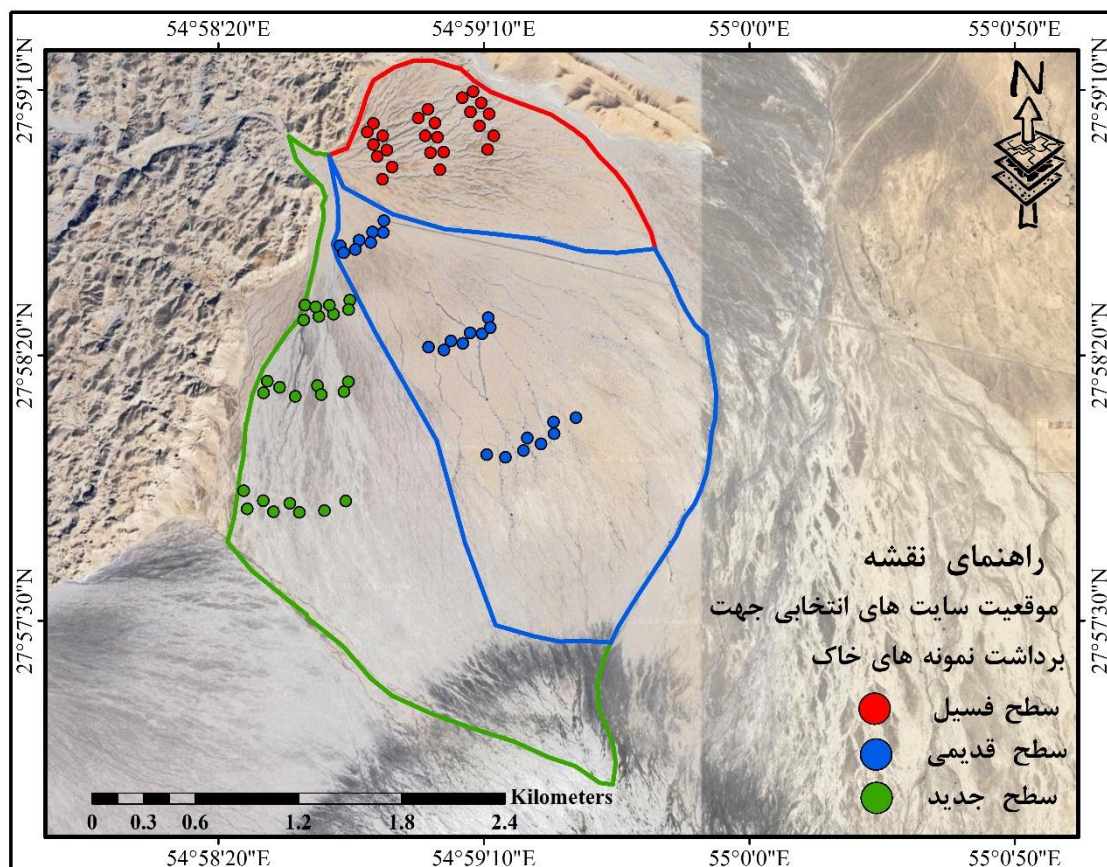 54°58'20"E 54°59'10"E 55°0'0"E 55°0'50"E
N
27°59'10"N 27°59'10"N
27°58'20"N 27°58'20"N
27°57'30"N 27°57'30"N
راهنمای نقشه
موقعیت سایت های انتخابی جهت
برداشت نمونه های خاک
سطح فسیل
سطح قدیمی
سطح جدید
Kilometers
0 0.3 0.6 1.2 1.8 2.4
54°58'20"E 54°59'10"E 55°0'0"E 55°0'50"E